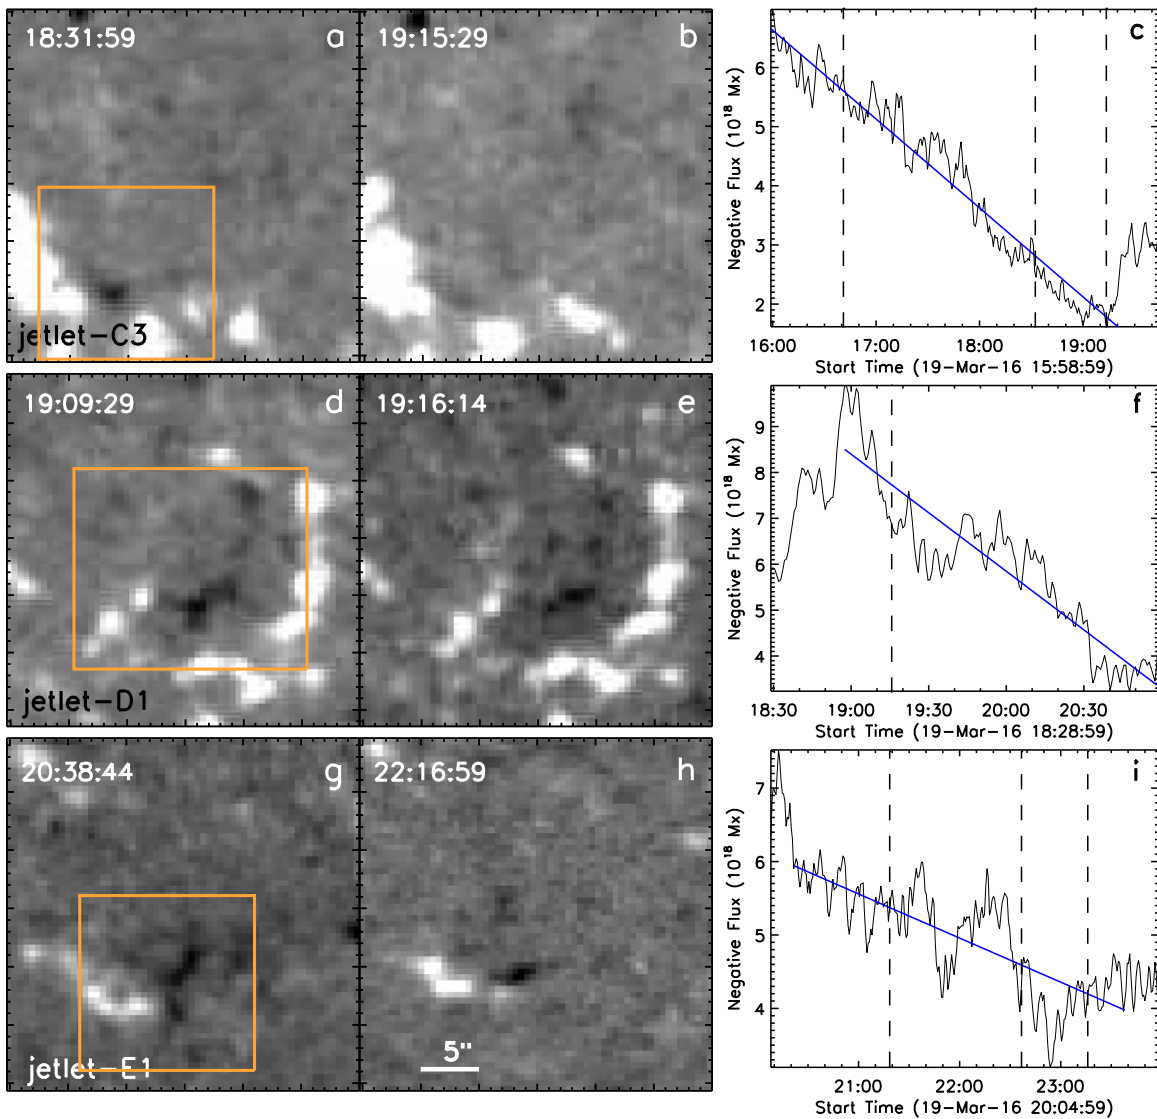 18:31:59 a
jetlet-C3
19:15:29 b
c
Negative Flux (10^18 Mx)
6
5
4
3
2
16:00 17:00 18:00 19:00
Start Time (19-Mar-16 15:58:59)
19:09:29 d
jetlet-D1
19:16:14 e
f
Negative Flux (10^18 Mx)
9
8
7
6
5
4
18:30 19:00 19:30 20:00 20:30
Start Time (19-Mar-16 18:28:59)
20:38:44 g
jetlet-E1
22:16:59 h
5"
i
Negative Flux (10^18 Mx)
7
6
5
4
21:00 22:00 23:00
Start Time (19-Mar-16 20:04:59)